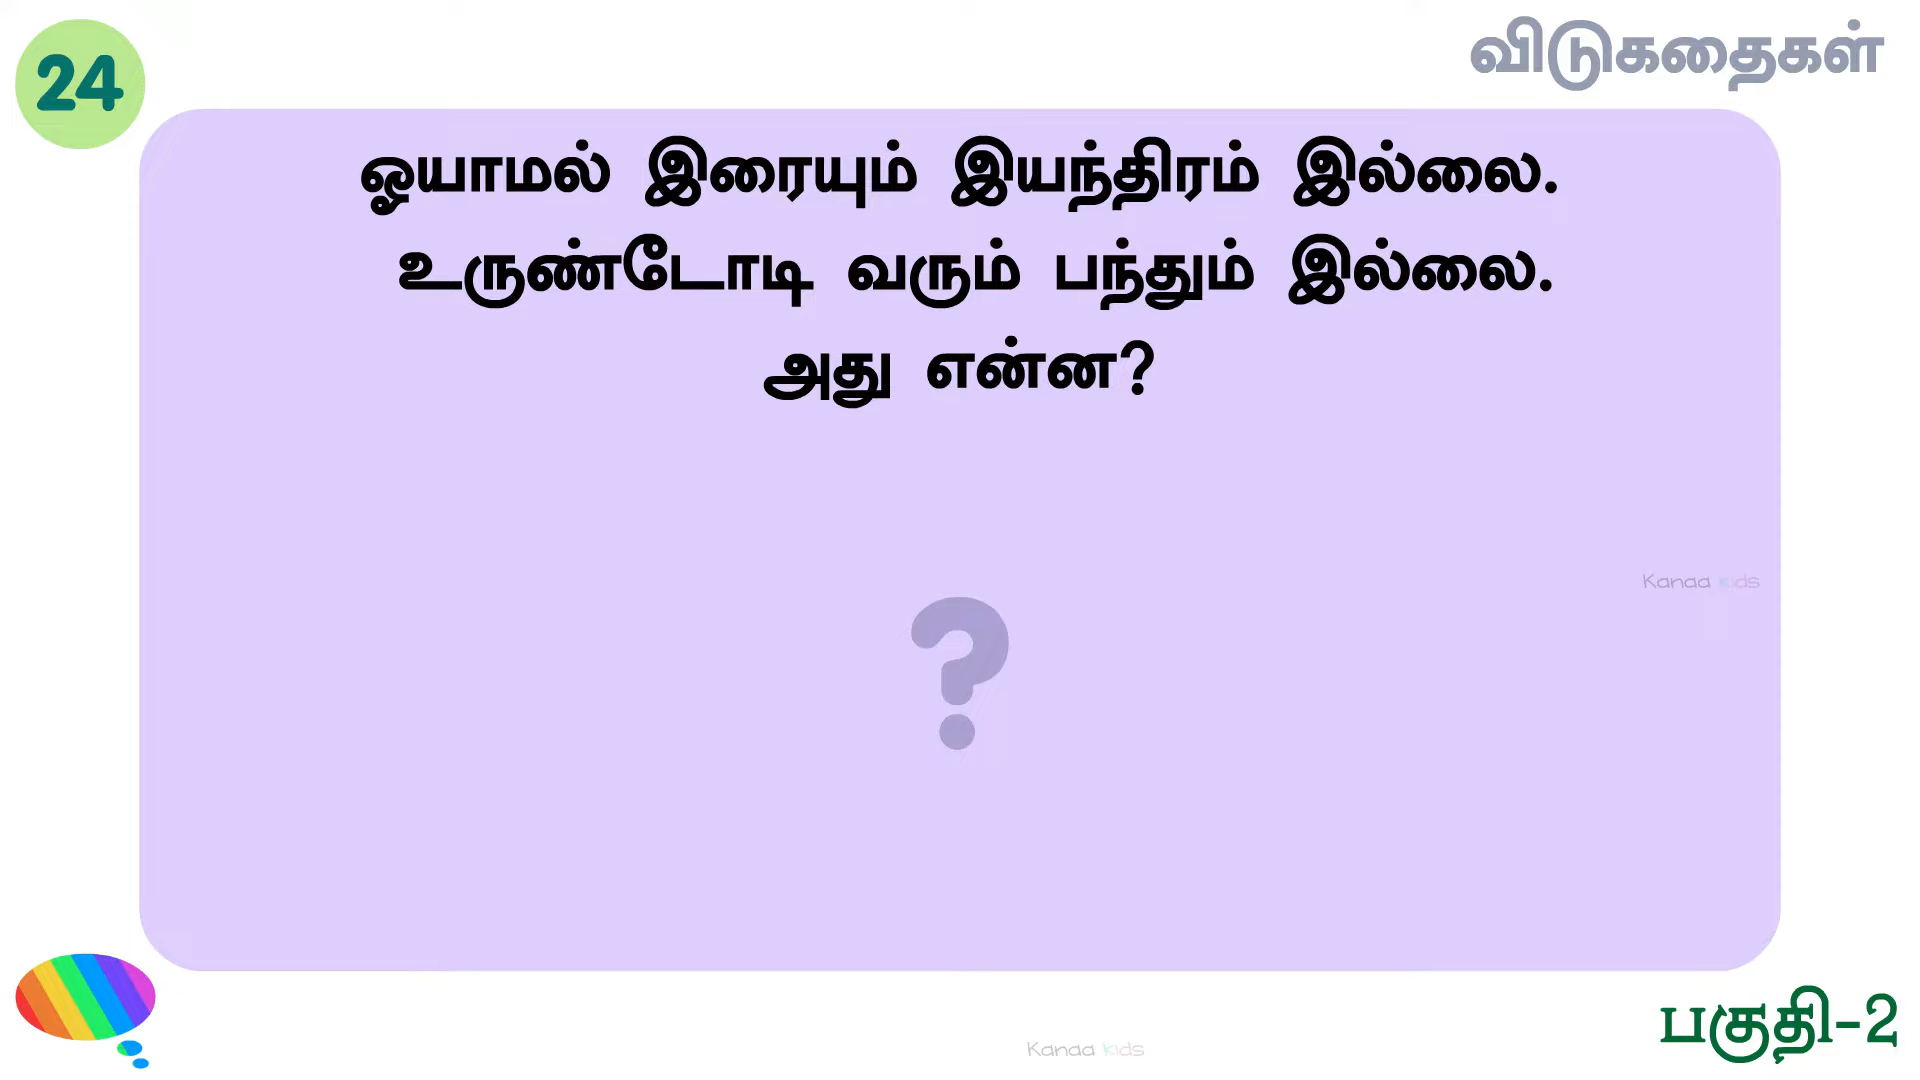 24
விடுகதைகள்
ஓயாமல் இரையும் இயந்திரம் இல்லை.
உருண்டோடி வரும் பந்தும் இல்லை.
அது என்ன?
Kanaa kids
?
பகுதி-2
Kanaa kids